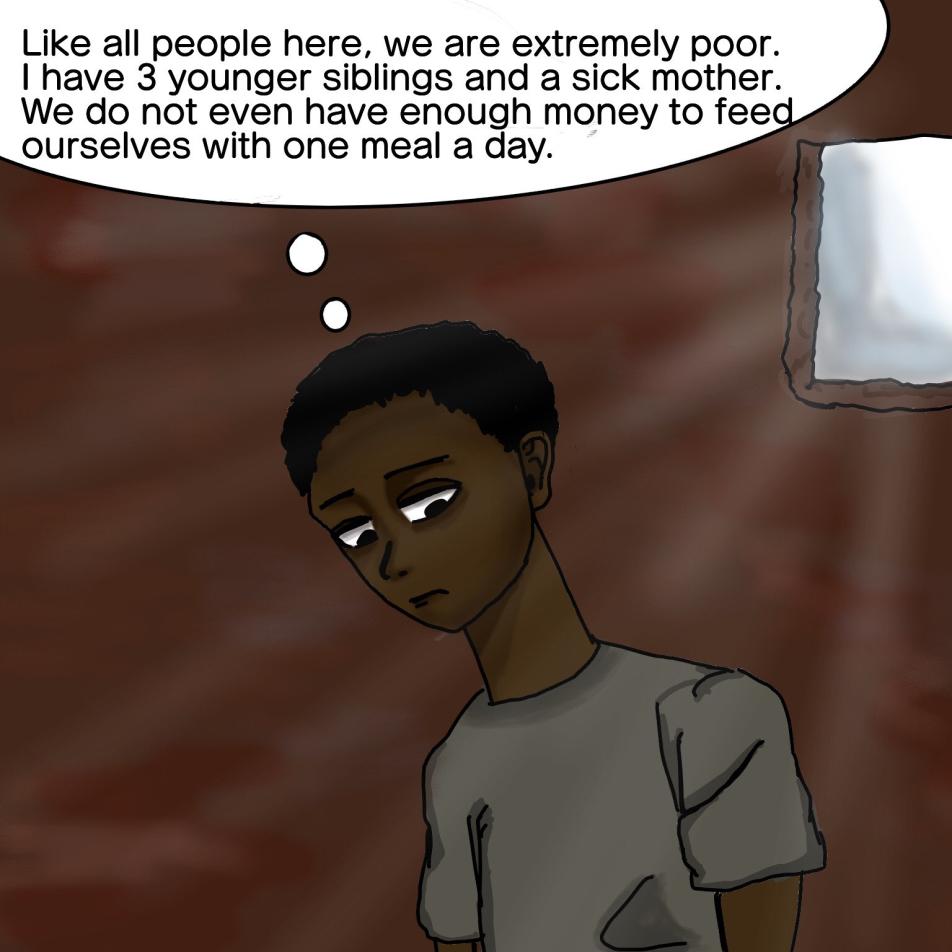 Like all people here, we are extremely poor.
I have 3 younger siblings and a sick mother.
We do not even have enough money to feed
ourselves with one meal a day.